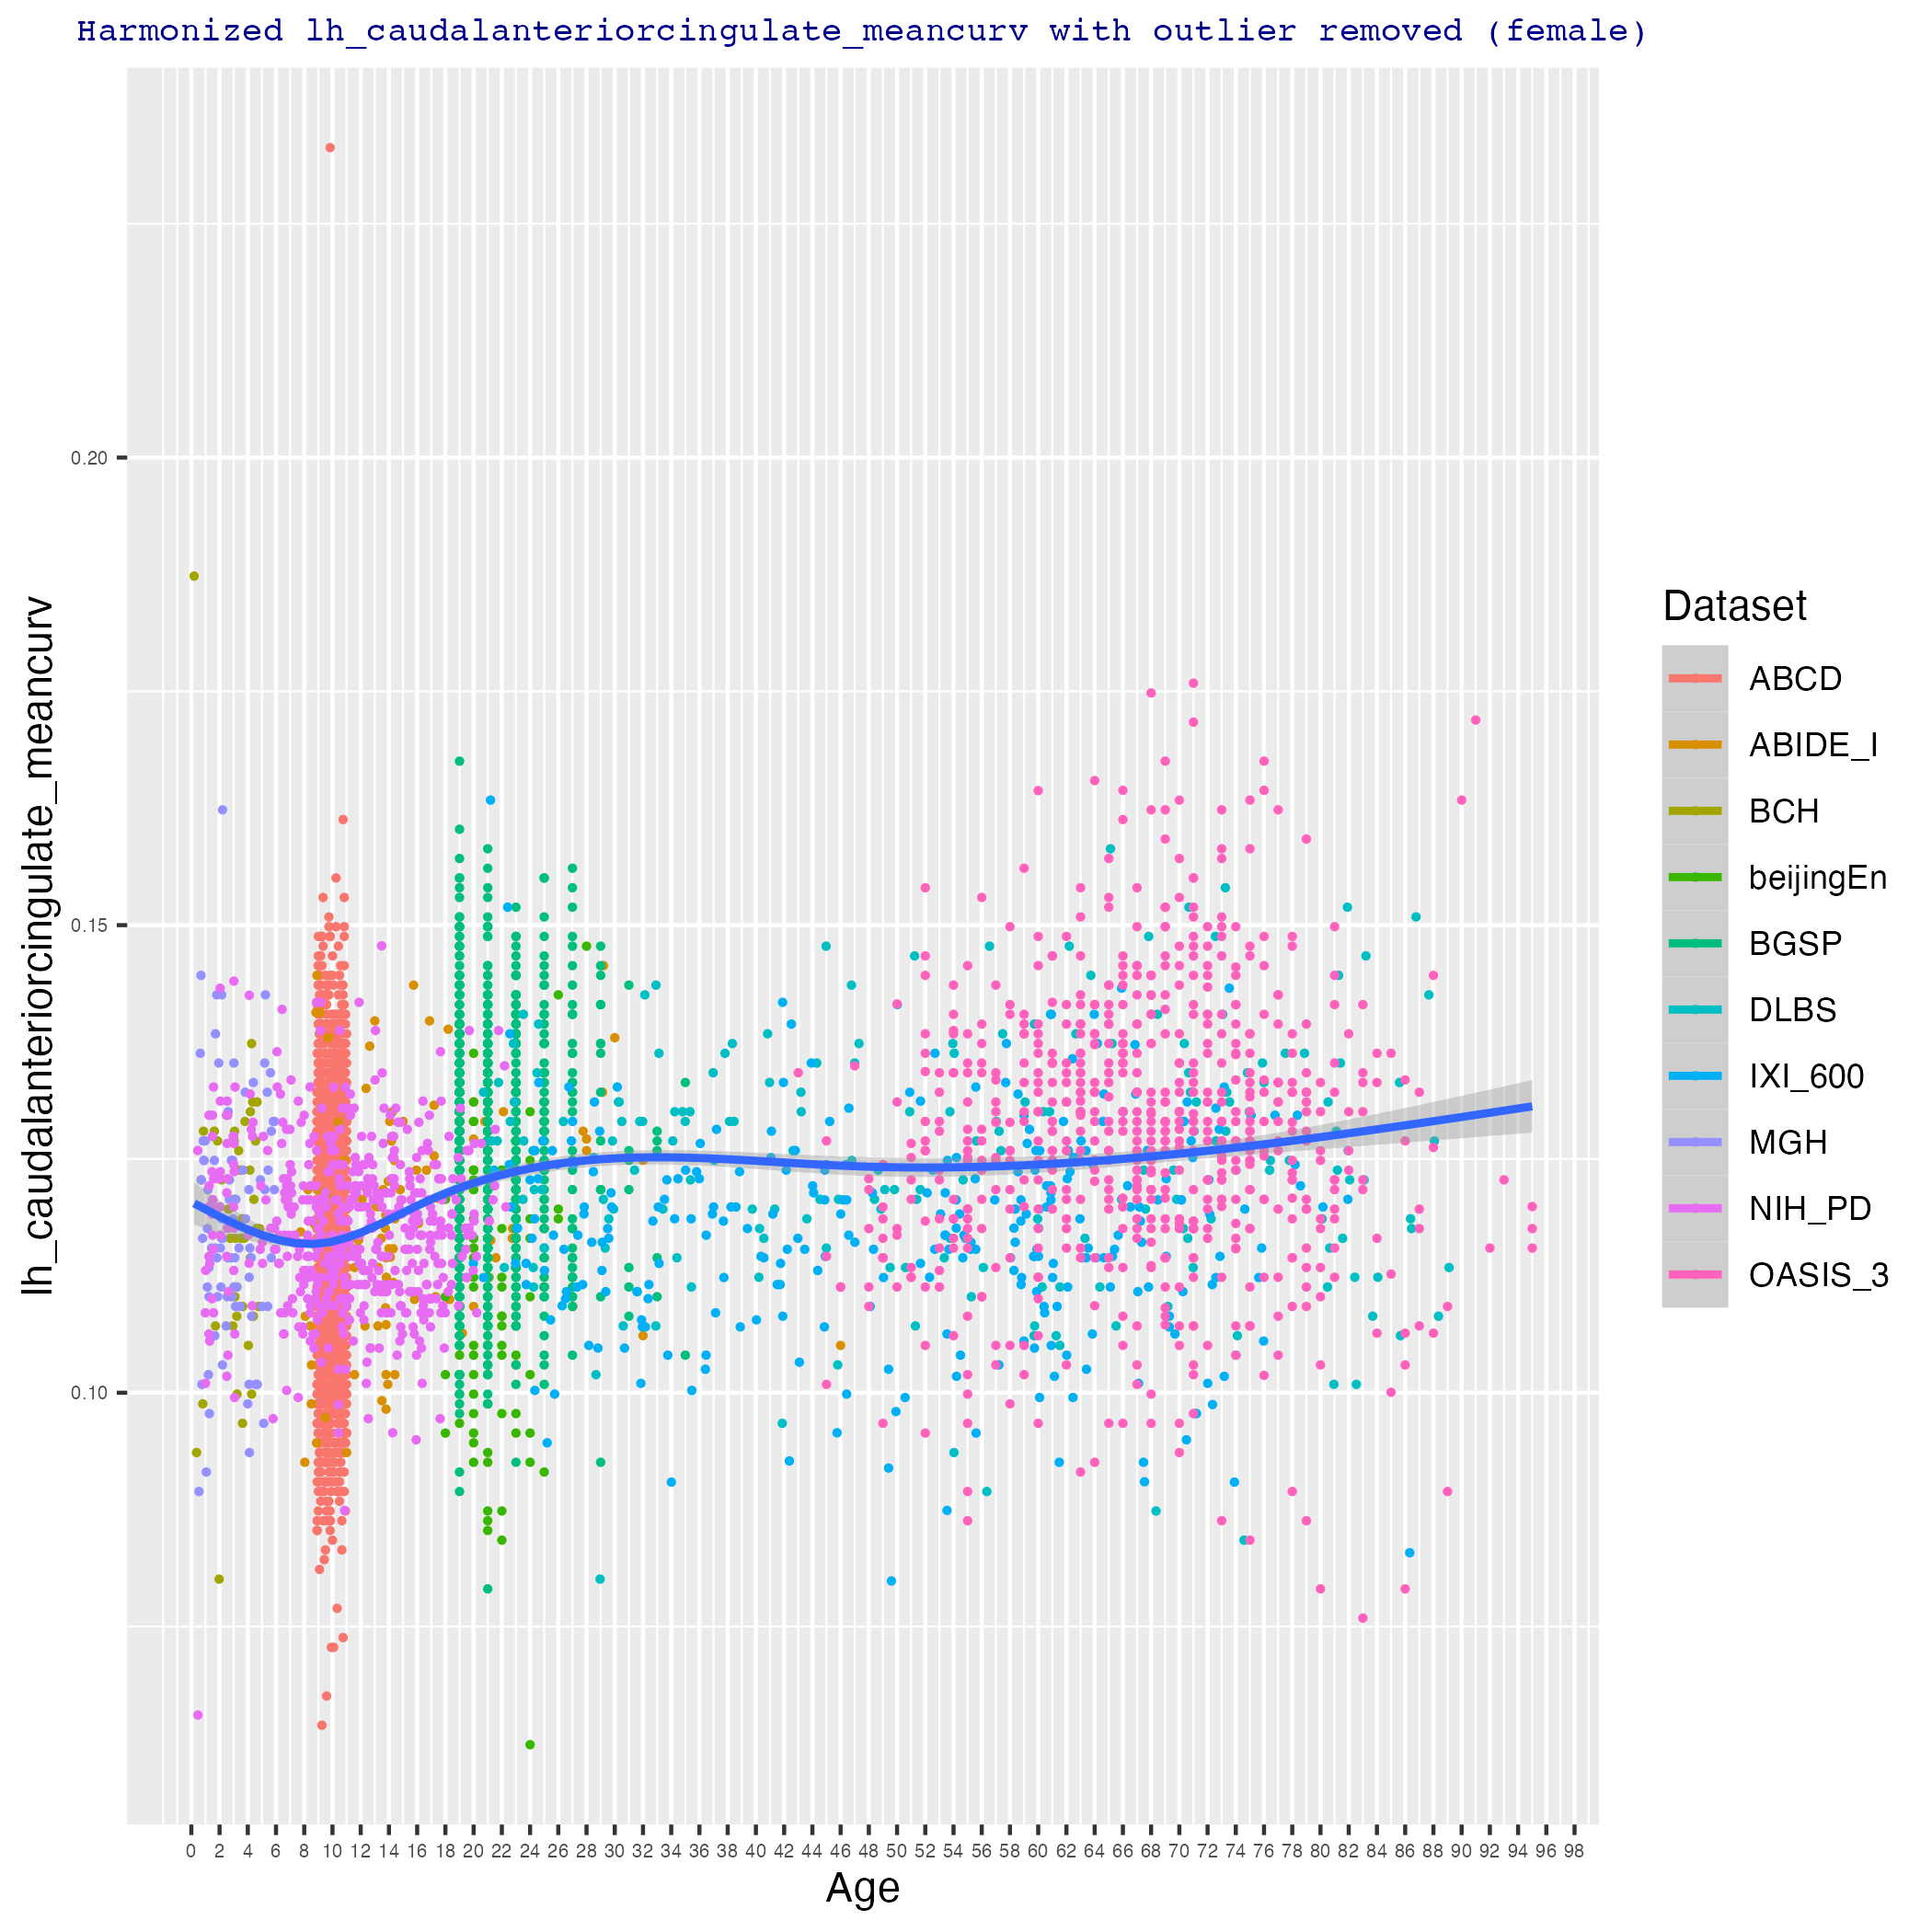 Harmonized lh_caudalanteriorcingulate_meancurv with outlier removed (female)
lh_caudalanteriorcingulate_meancurv
0.20
0.15
0.10
0 2 4 6 8 10 12 14 16 18 20 22 24 26 28 30 32 34 36 38 40 42 44 46 48 50 52 54 56 58 60 62 64 66 68 70 72 74 76 78 80 82 84 86 88 90 92 94 96 98
Age
Dataset
ABCD
ABIDE_I
BCH
beijingEn
BGSP
DLBS
IXI_600
MGH
NIH_PD
OASIS_3